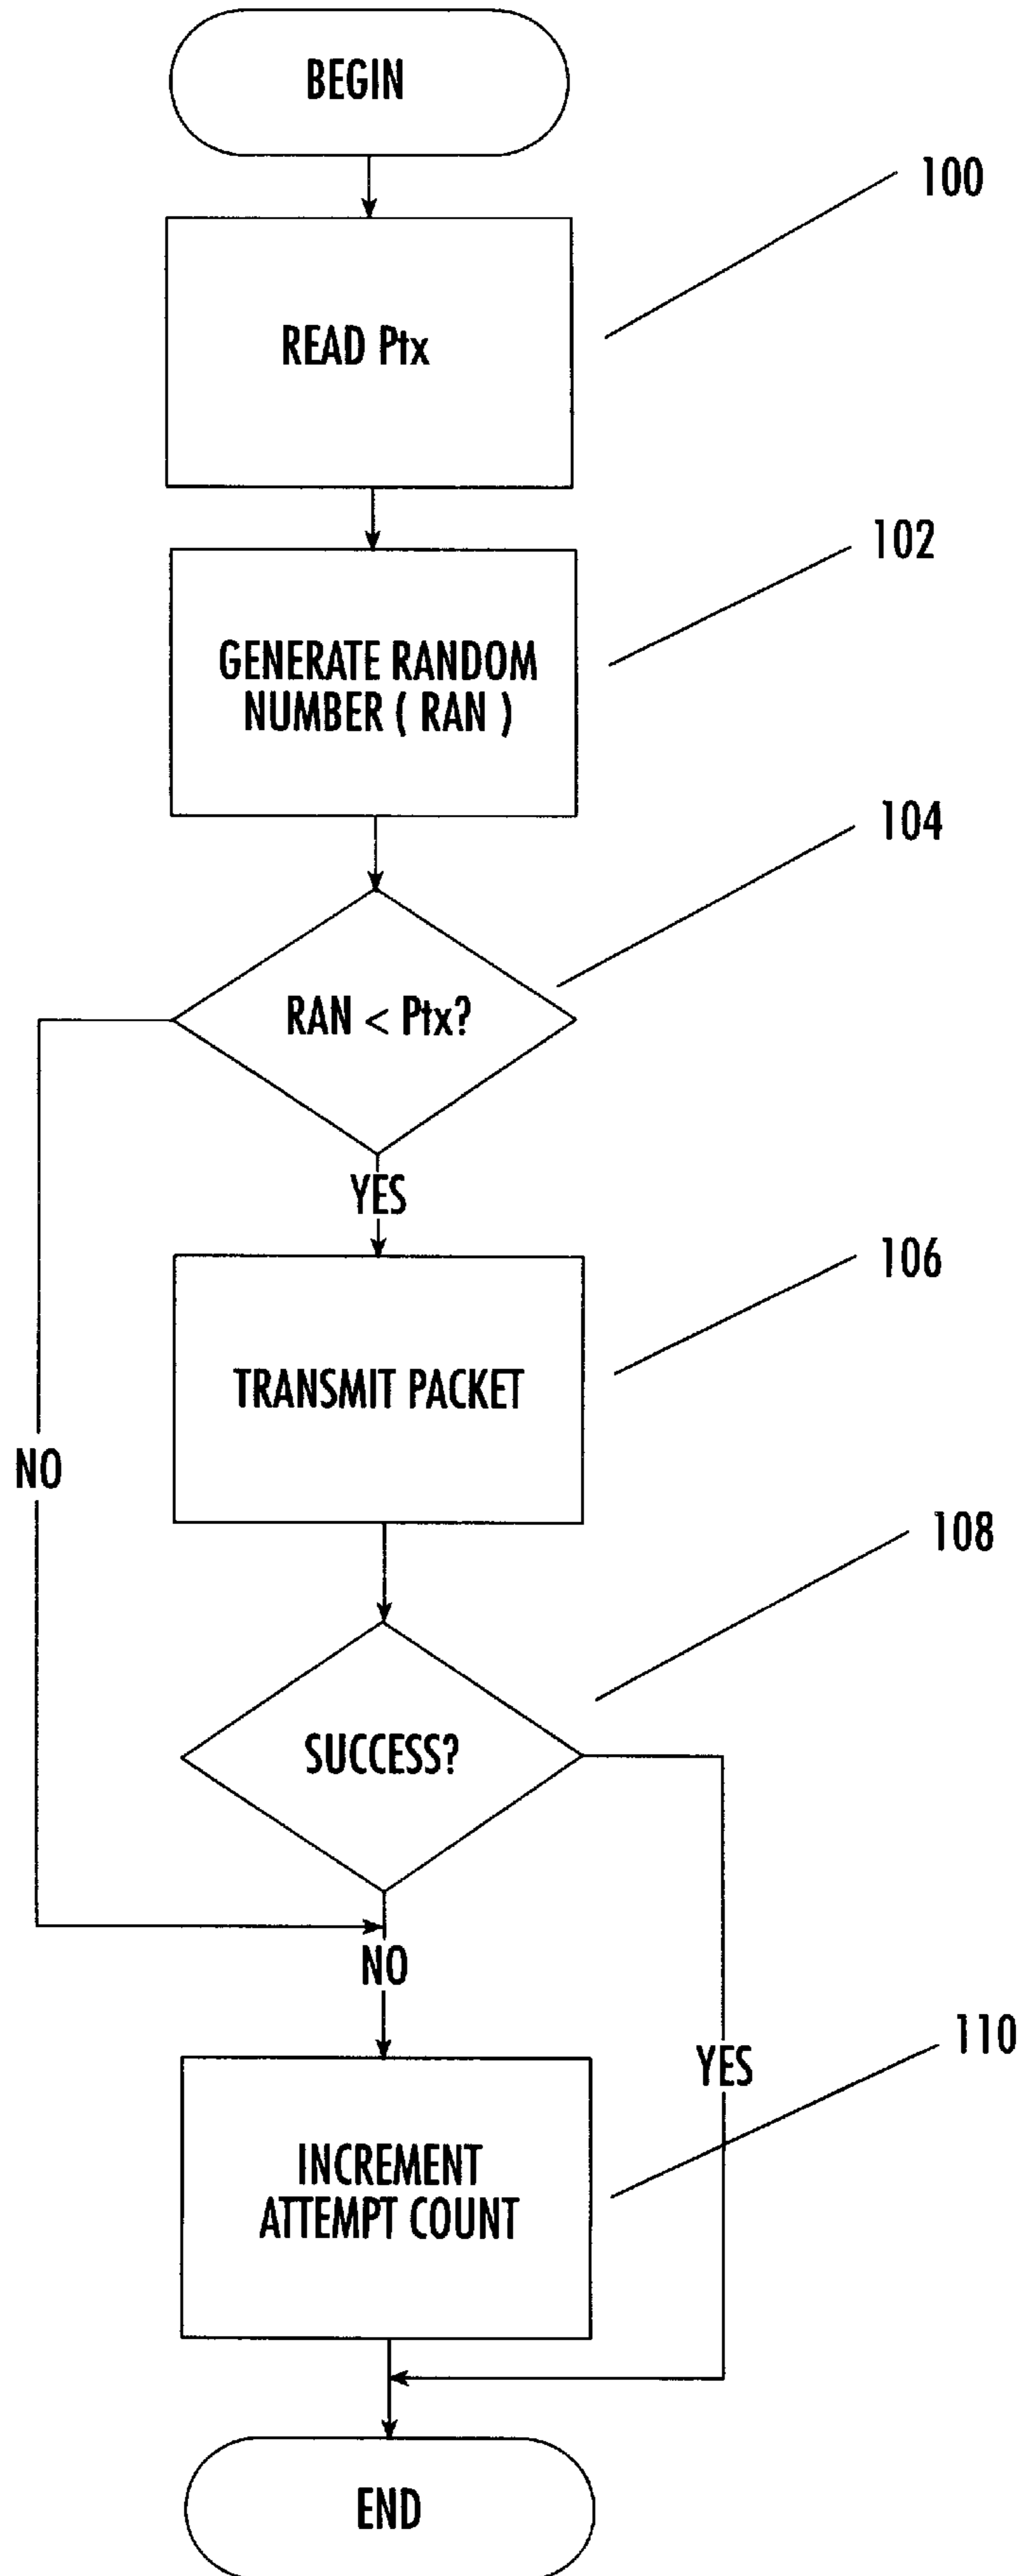 BEGIN
100
READ Ptx
102
GENERATE RANDOM
NUMBER ( RAN )
104
RAN < Ptx?
YES
106
TRANSMIT PACKET
NO
108
SUCCESS?
NO
110
YES
INCREMENT
ATTEMPT COUNT
END